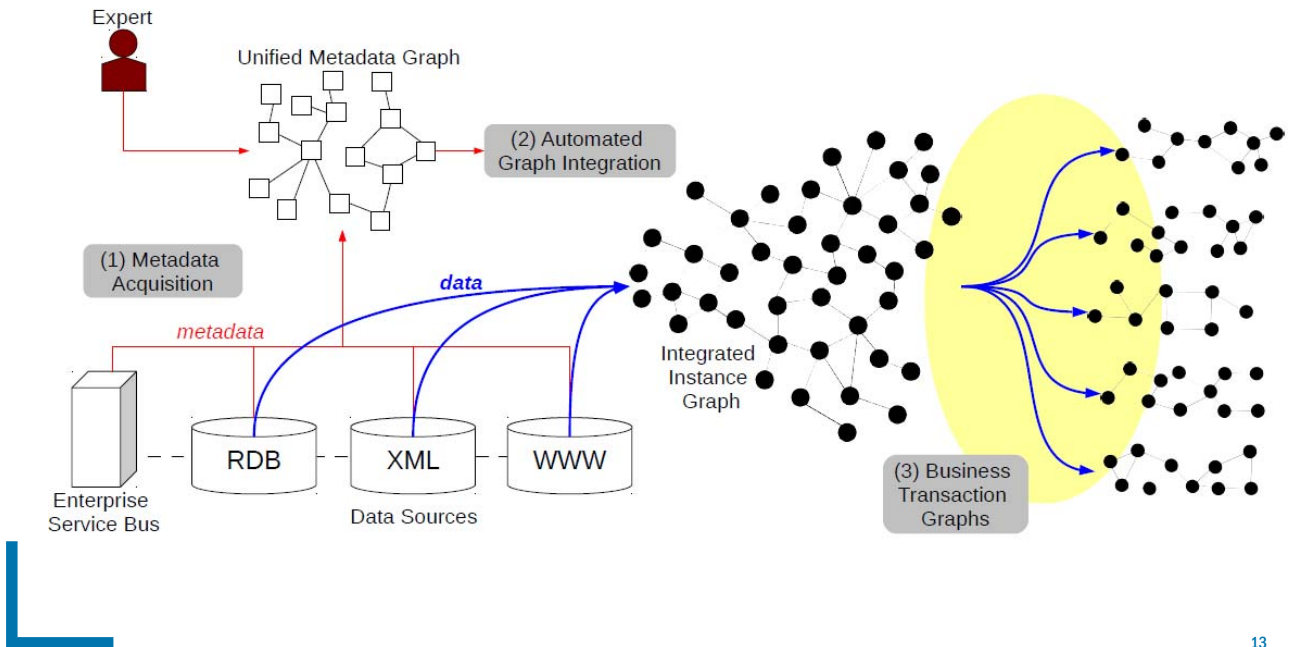 Expert
Unified Metadata Graph
(2) Automated
Graph Integration
(1) Metadata
Acquisition
data
metadata
Integrated
Instance
Graph
RDB
XML
WWW
(3) Business
Transaction
Graphs
Enterprise
Service Bus
Data Sources
13